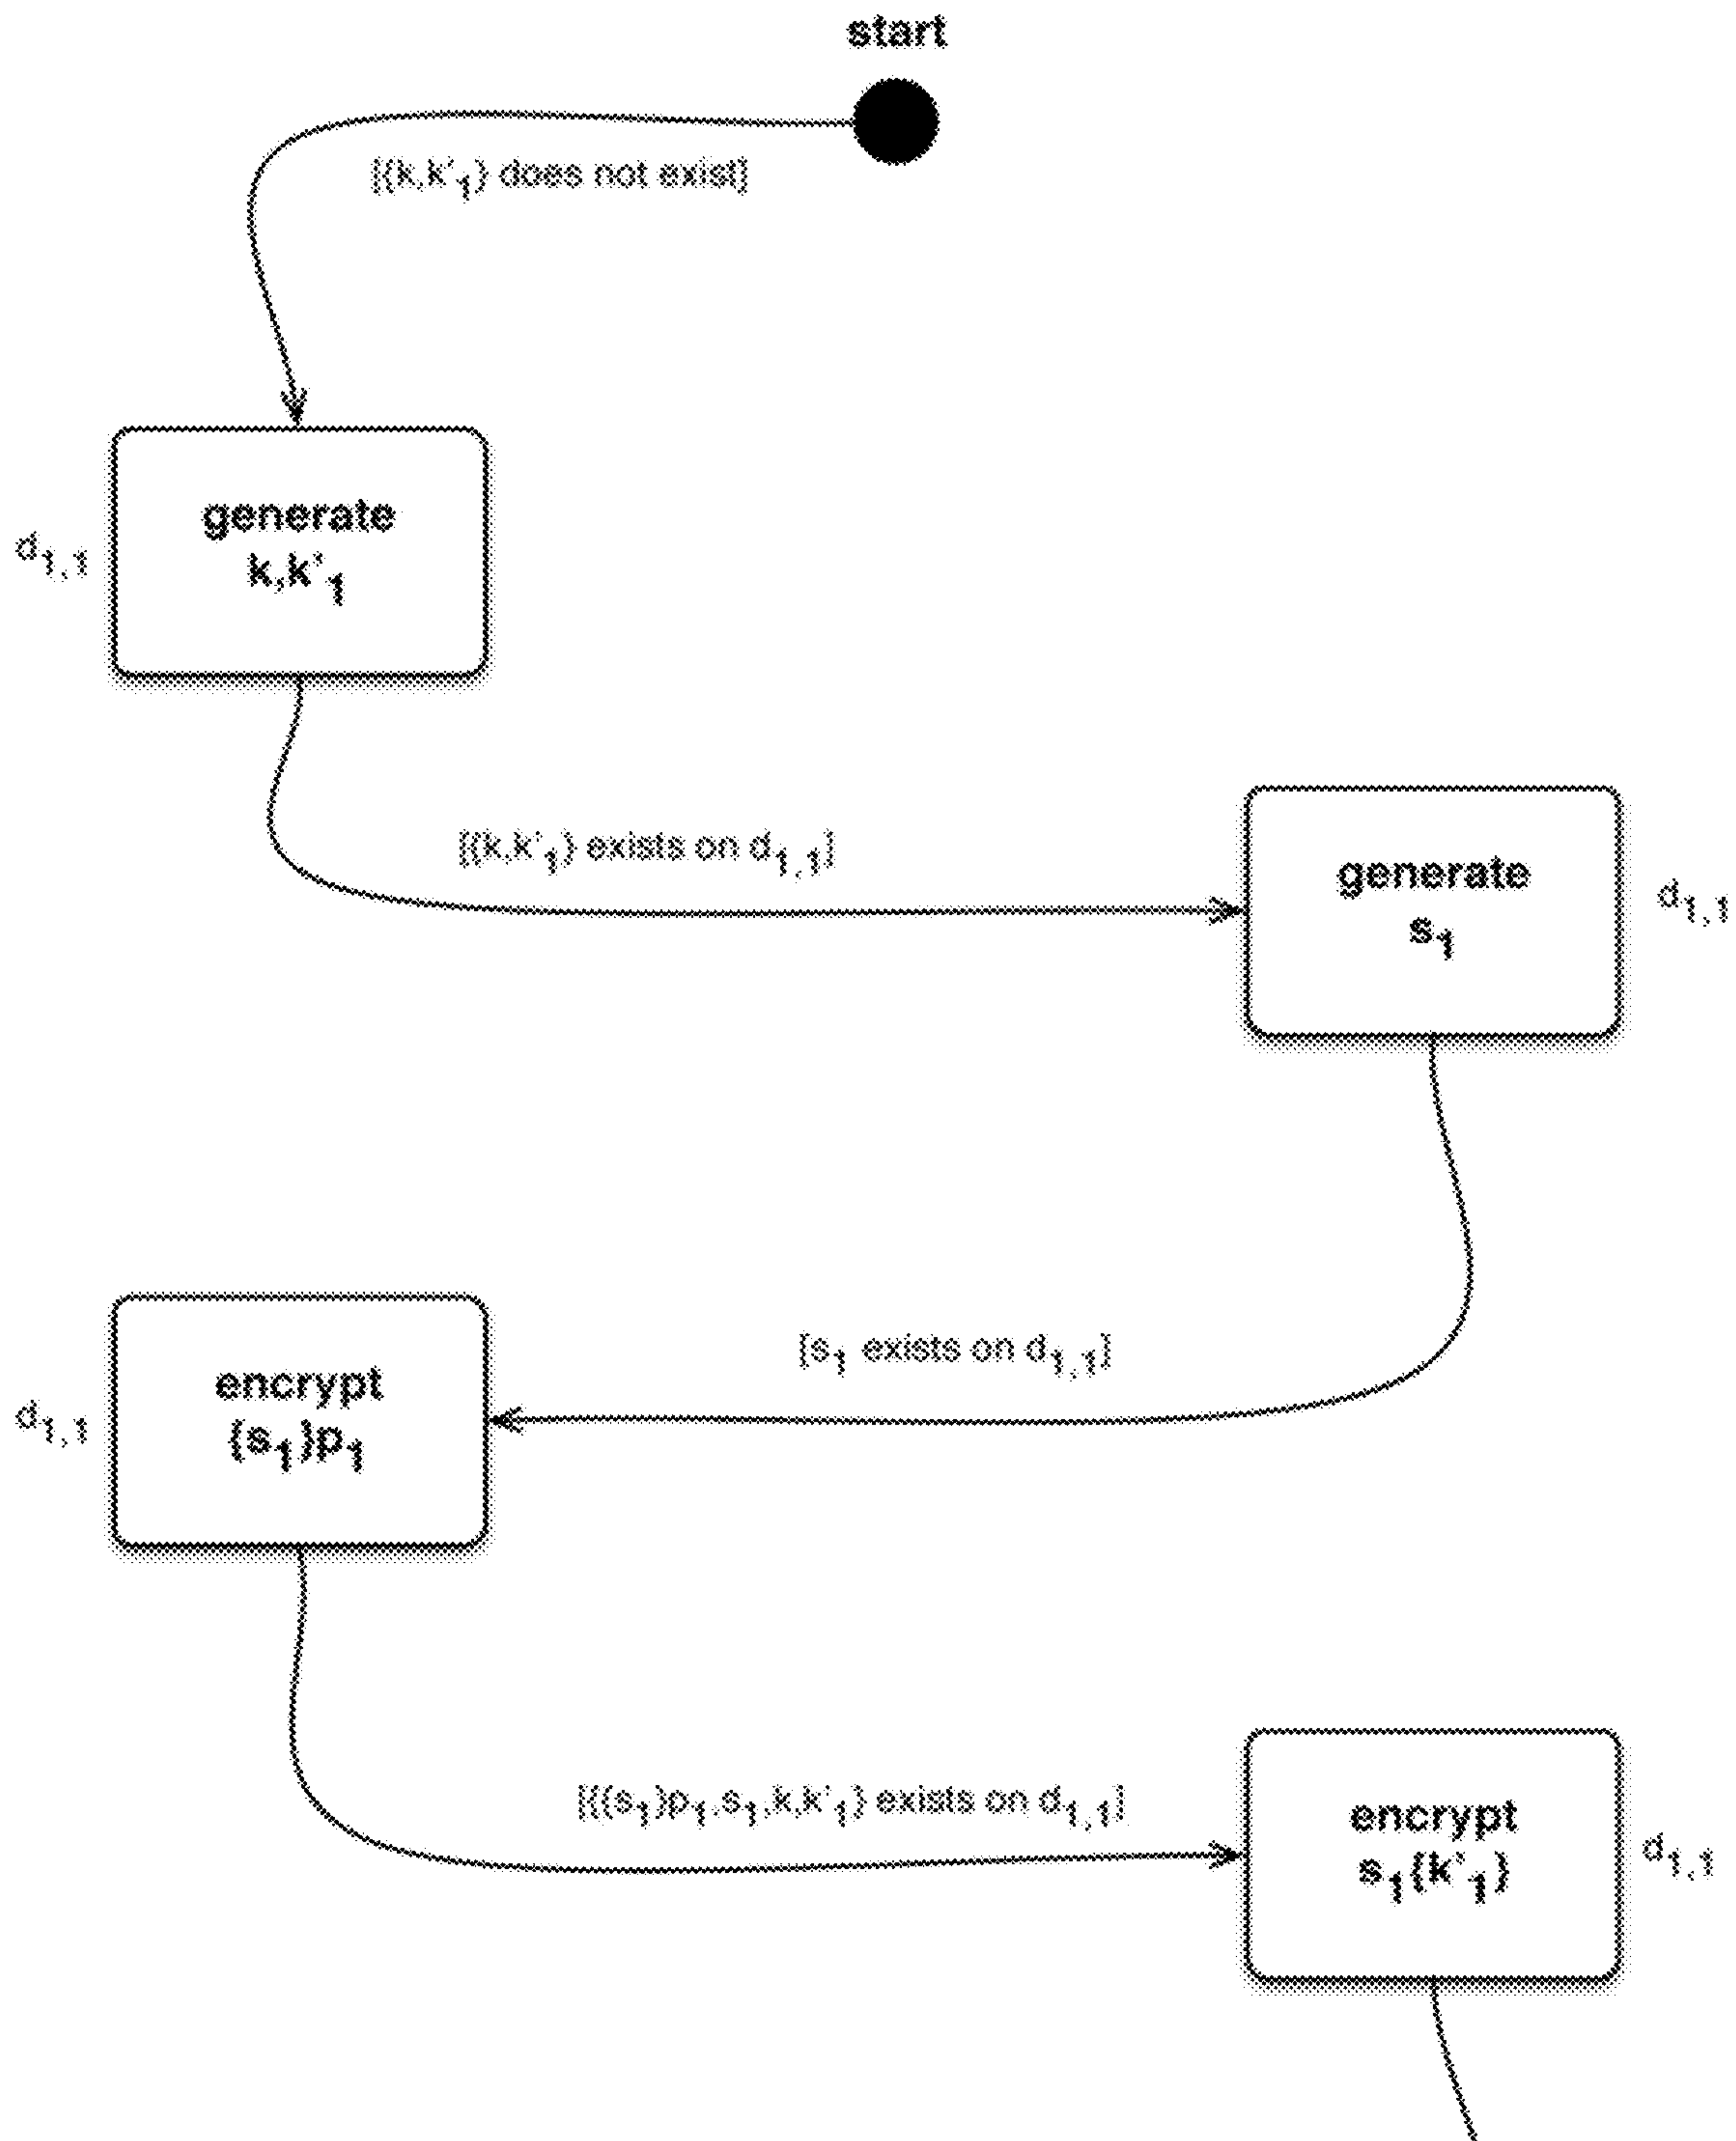 start
[{k,k'₁} does not exist]
generate
k,k'₁
d₁,₁
[{k,k'₁} exists on d₁,₁]
generate
s₁
d₁,₁
[s₁ exists on d₁,₁]
encrypt
{s₁}p₁
d₁,₁
[{{s₁}p₁,s₁,k,k'₁} exists on d₁,₁]
encrypt
s₁{k'₁}
d₁,₁